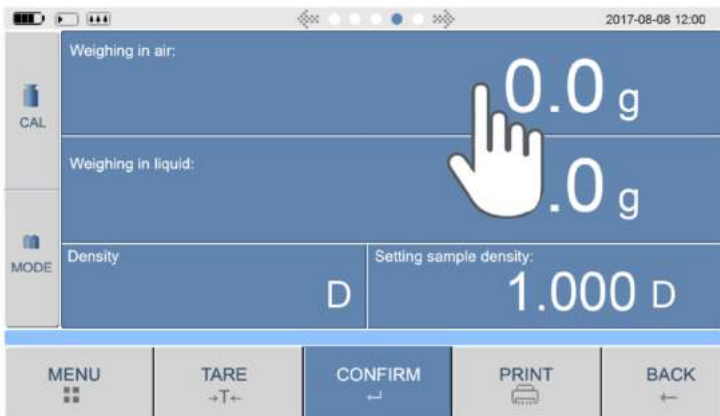 2017-08-08 12:00
Weighing in air:
0.0 g
CAL
Weighing in liquid:
.0 g
MODE
Density
D
Setting sample density:
1.000 D
MENU
TARE
→T←
CONFIRM
PRINT
BACK